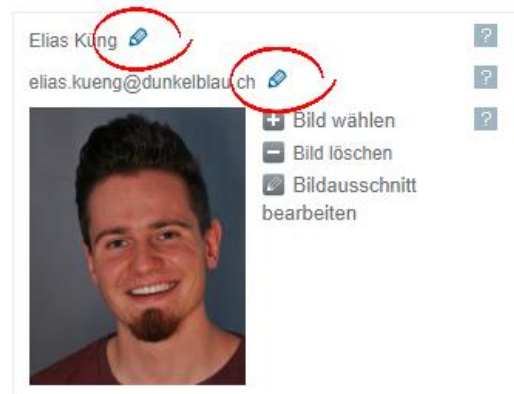 Elias Küng ?
elias.kueng@dunkelblau.ch ?
Bild wählen ?
Bild löschen
Bildausschnitt
bearbeiten